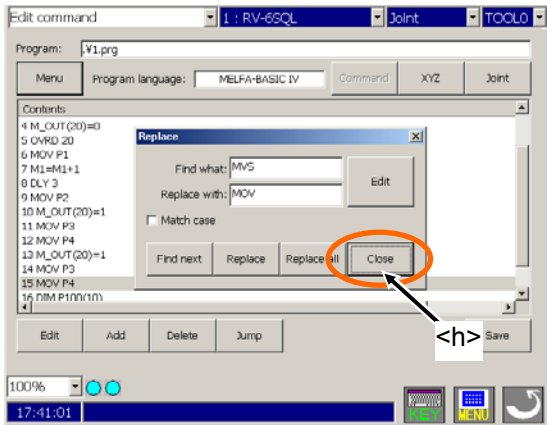 Edit command 1 : RV-6SQL Joint TOOL0
Program: .¥1.prg
Menu Program language: MELFA-BASIC IV Command XYZ Joint
Contents
4 M_OUT(20)=0
5 OVRD 20
6 MOV P1
7 M1=M1+1
8 DLY 3
9 MOV P2
10 M_OUT(20)=1
11 MOV P3
12 MOV P4
13 M_OUT(20)=1
14 MOV P3
15 MOV P4
16 DIM P100(10)
Replace
Find what: MVS
Edit
Replace with: MOV
Match case
Find next Replace Replace all Close
<h>
Edit Add Delete Jump Save
100%
17:41:01
KEY MENU